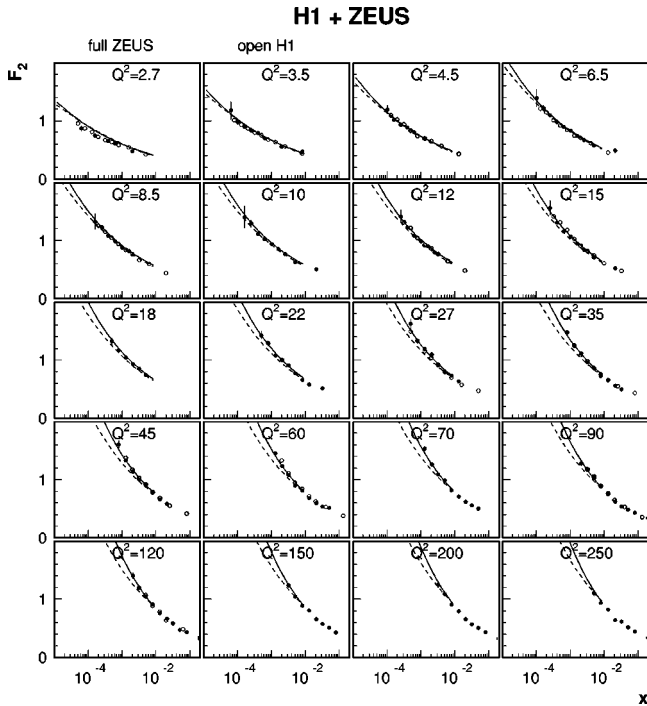 H1 + ZEUS
full ZEUS open H1
F₂
Q²=2.7 Q²=3.5 Q²=4.5 Q²=6.5
1
0
Q²=8.5 Q²=10 Q²=12 Q²=15
1
0
Q²=18 Q²=22 Q²=27 Q²=35
1
0
Q²=45 Q²=60 Q²=70 Q²=90
1
0
Q²=120 Q²=150 Q²=200 Q²=250
1
0
10⁻⁴ 10⁻² 10⁻⁴ 10⁻² 10⁻⁴ 10⁻² 10⁻⁴ 10⁻²
x